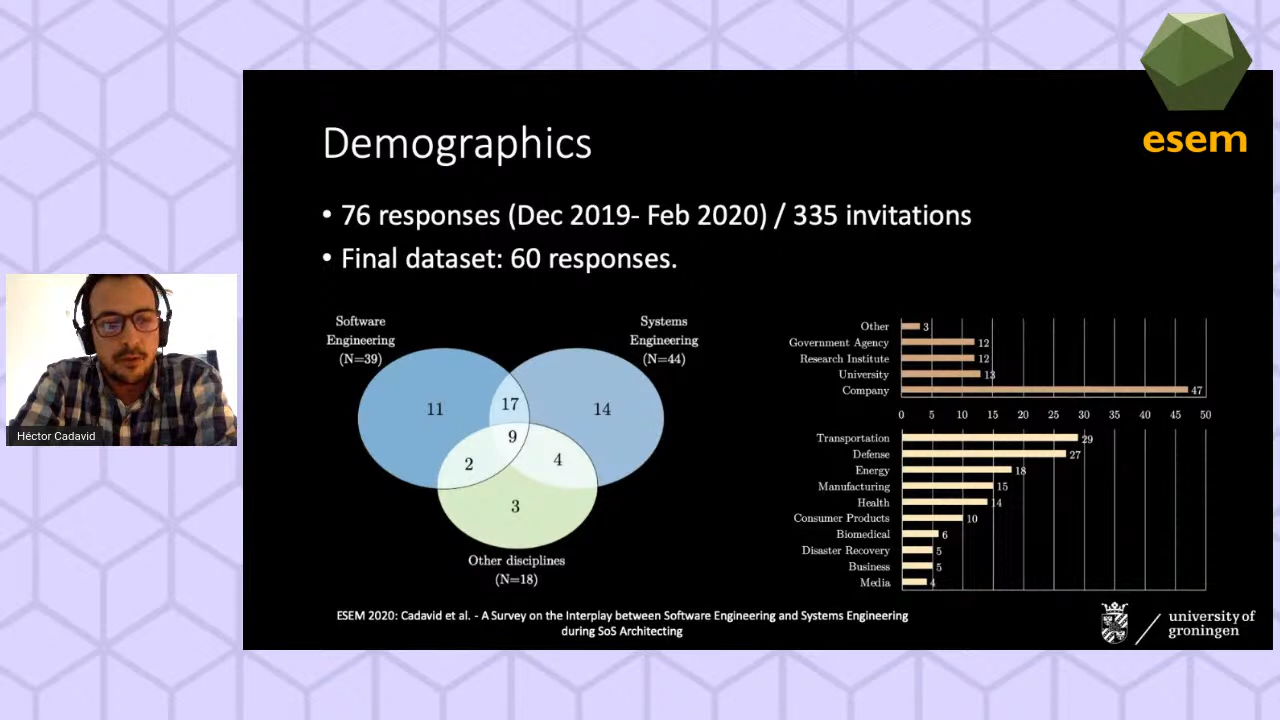 esem
Demographics
• 76 responses (Dec 2019- Feb 2020) / 335 invitations
• Final dataset: 60 responses.
Software
Engineering
(N=39)
Systems
Engineering
(N=44)
11
17
14
9
2
4
3
Other disciplines
(N=18)
Other 3
Government Agency 12
Research Institute 12
University 13
Company 47
0 5 10 15 20 25 30 35 40 45 50
Transportation 29
Defense 27
Energy 18
Manufacturing 15
Health 14
Consumer Products 10
Biomedical 6
Disaster Recovery 5
Business 5
Media 4
Héctor Cadavid
ESEM 2020: Cadavid et al. - A Survey on the Interplay between Software Engineering and Systems Engineering
during SoS Architecting
university of
groningen